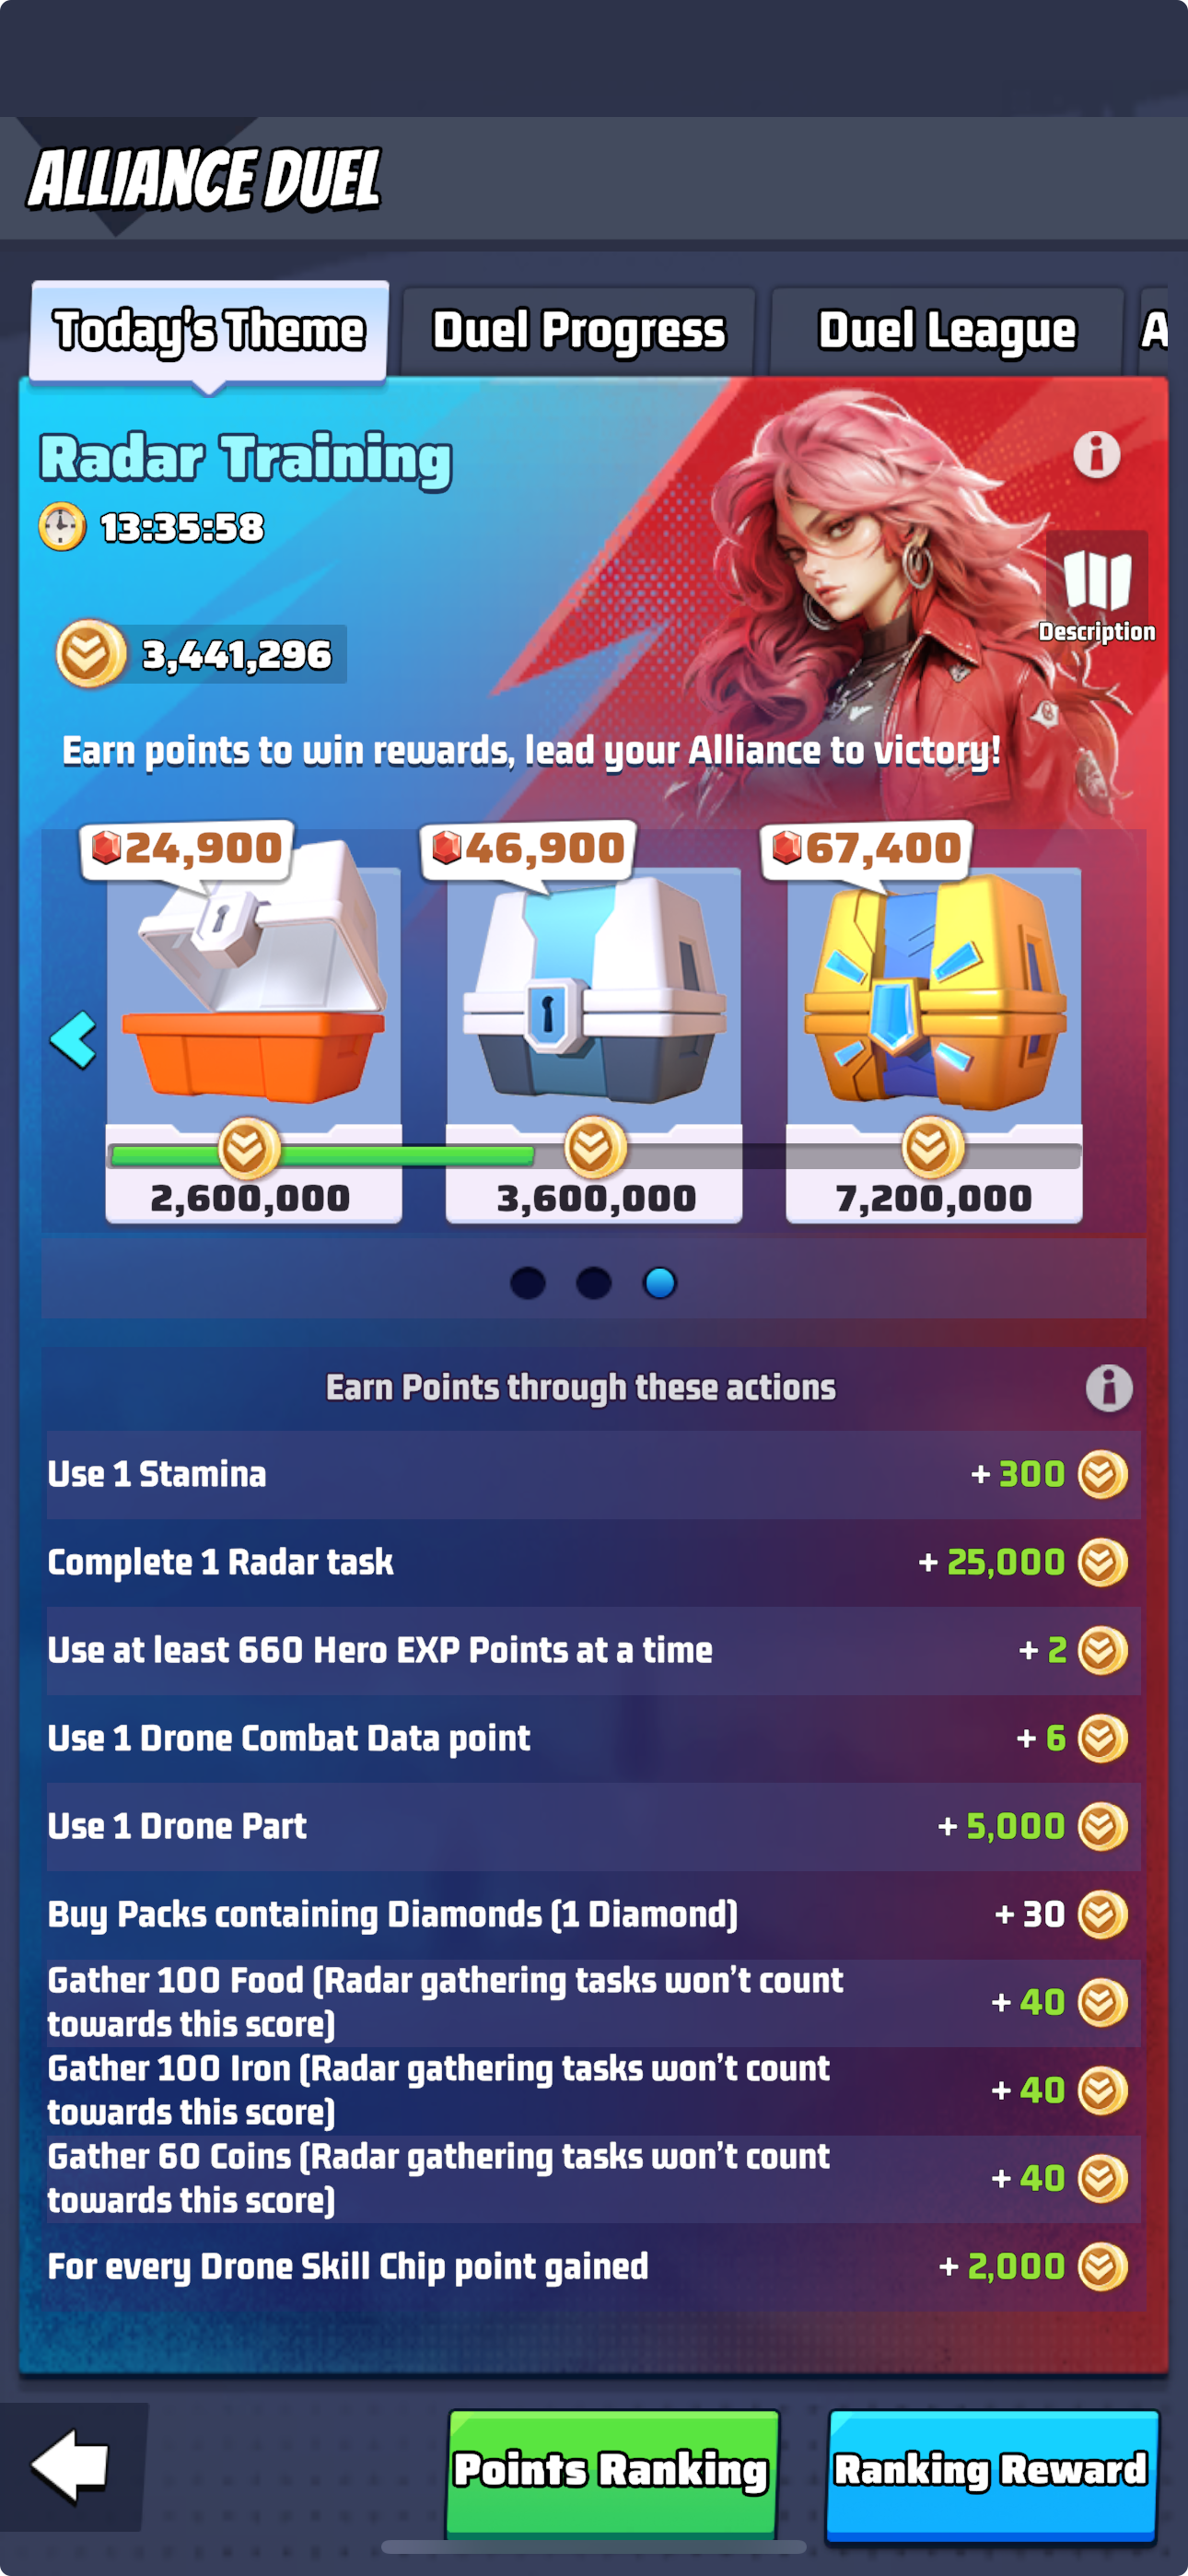 ALLIANCE DUEL
Today's Theme
Duel Progress
Duel League
A
Radar Training
13:35:58
Description
3,441,296
Earn points to win rewards, lead your Alliance to victory!
24,900
46,900
67,400
2,600,000
3,600,000
7,200,000
Earn Points through these actions
Use 1 Stamina + 300
Complete 1 Radar task + 25,000
Use at least 660 Hero EXP Points at a time + 2
Use 1 Drone Combat Data point + 6
Use 1 Drone Part + 5,000
Buy Packs containing Diamonds (1 Diamond) + 30
Gather 100 Food (Radar gathering tasks won't count
towards this score) + 40
Gather 100 Iron (Radar gathering tasks won't count
towards this score) + 40
Gather 60 Coins (Radar gathering tasks won't count
towards this score) + 40
For every Drone Skill Chip point gained + 2,000
Points Ranking
Ranking Reward